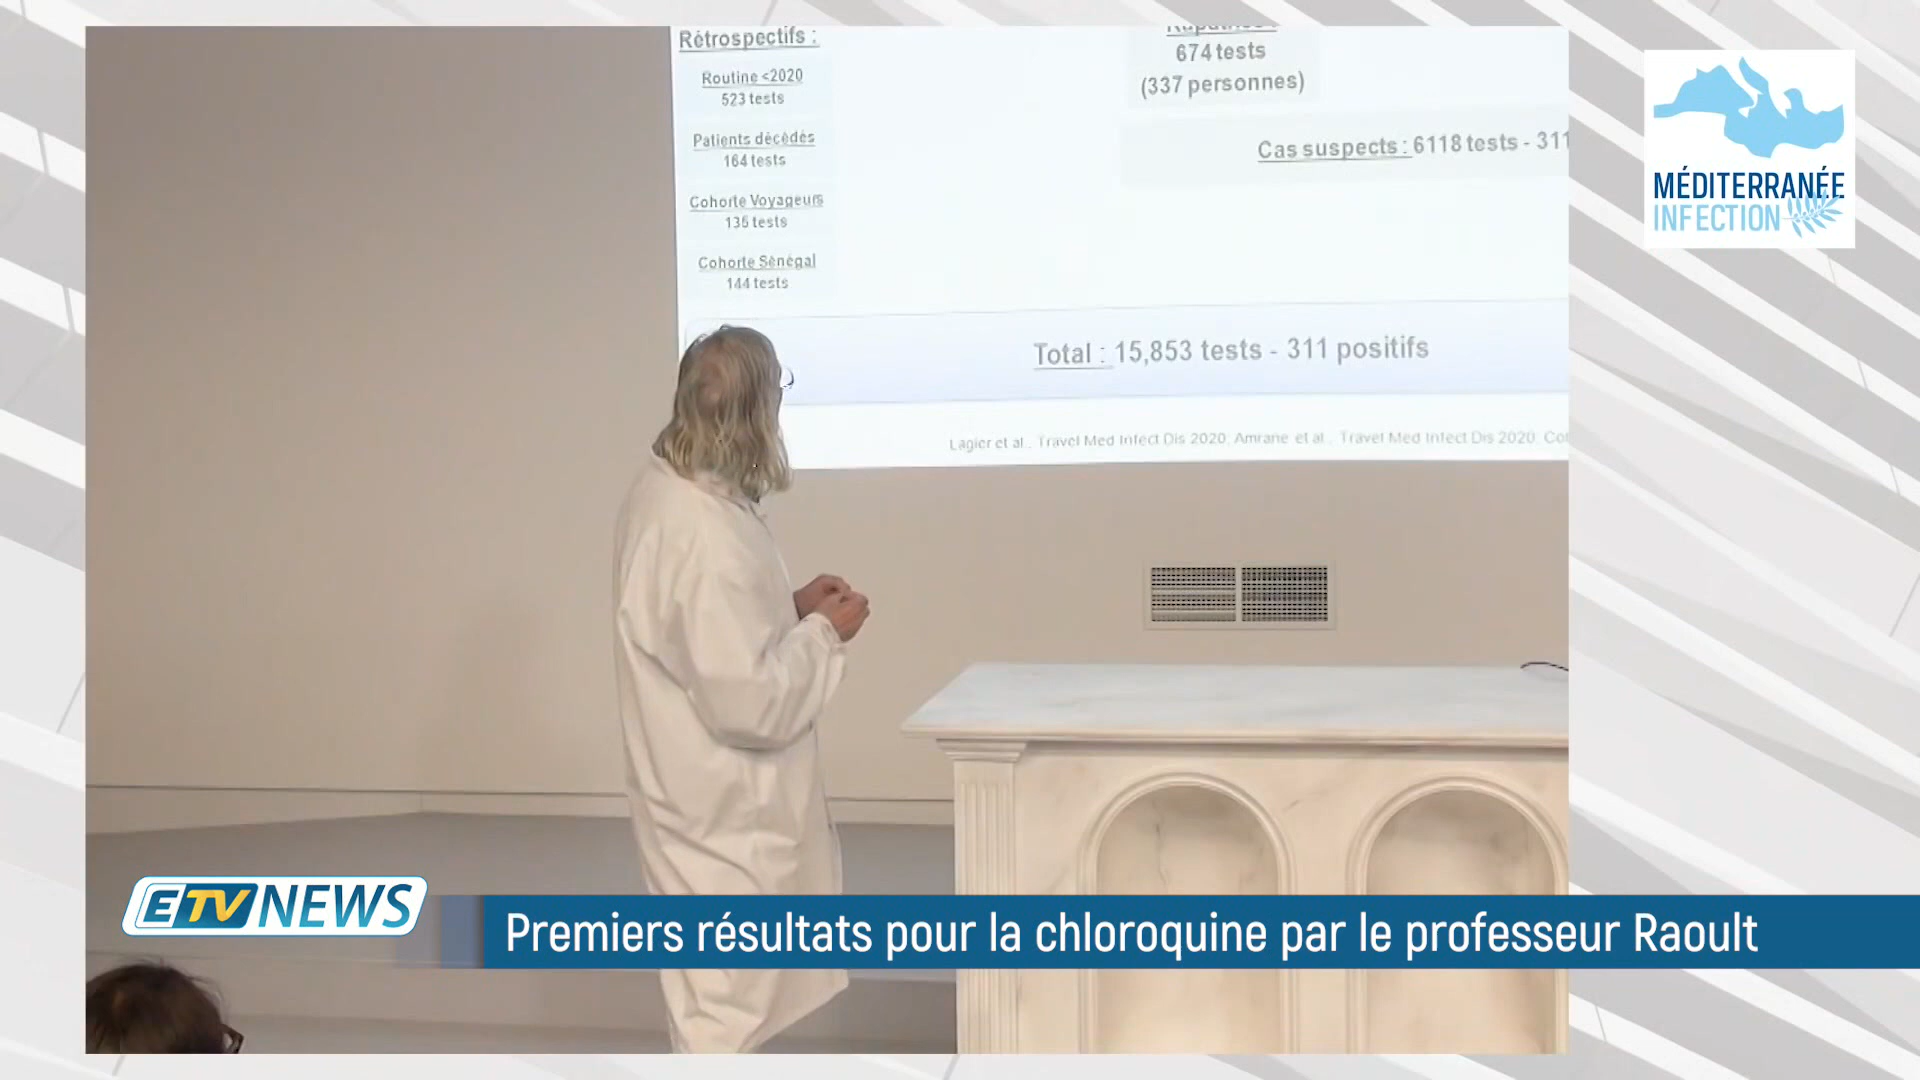 Rétrospectifs :
Routine <2020
523 tests
Patients décédés
164 tests
Cohorte Voyageurs
135 tests
Cohorte Sénégal
144 tests
674 tests
(337 personnes)
Cas suspects : 6118 tests - 311
Total : 15,853 tests - 311 positifs
Lagier et al., Travel Med Infect Dis 2020; Amrane et al., Travel Med Infect Dis 2020;
MÉDITERRANÉE
INFECTION
ETV NEWS
Premiers résultats pour la chloroquine par le professeur Raoult